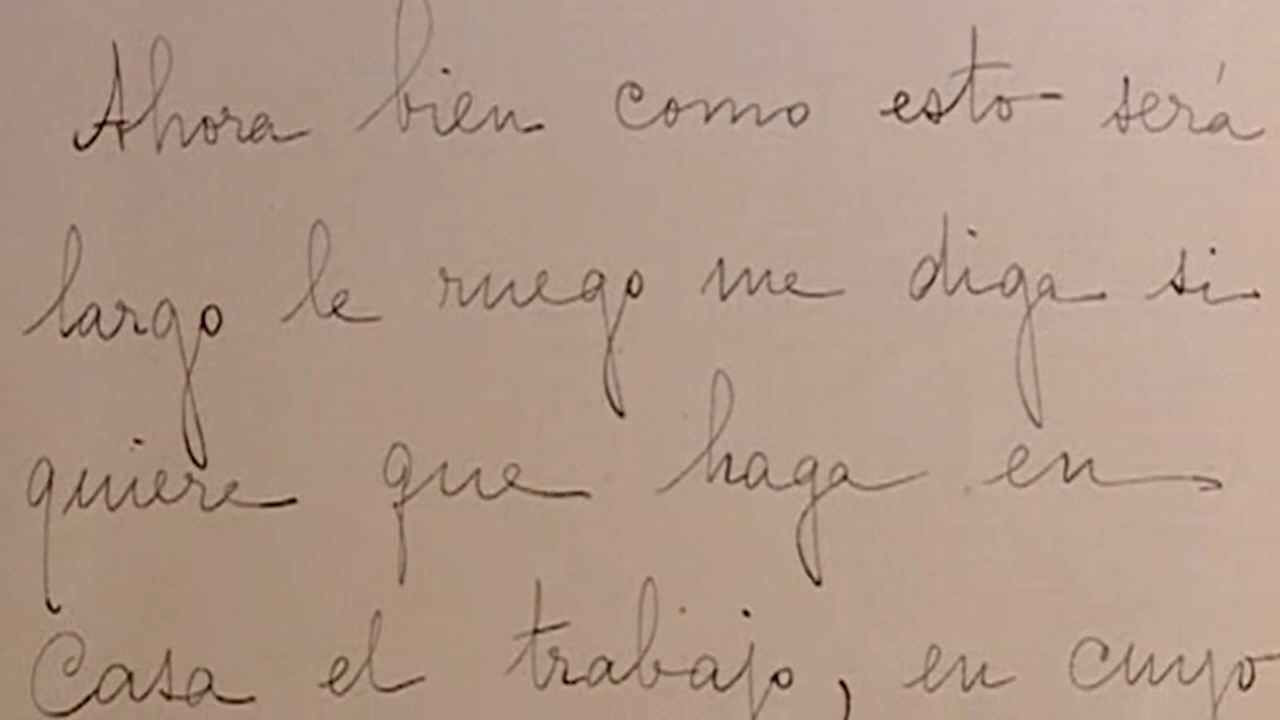 Ahora bien como esto será
largo le ruego me diga si
quiere que haga en
Casa el trabajo, en cuyo